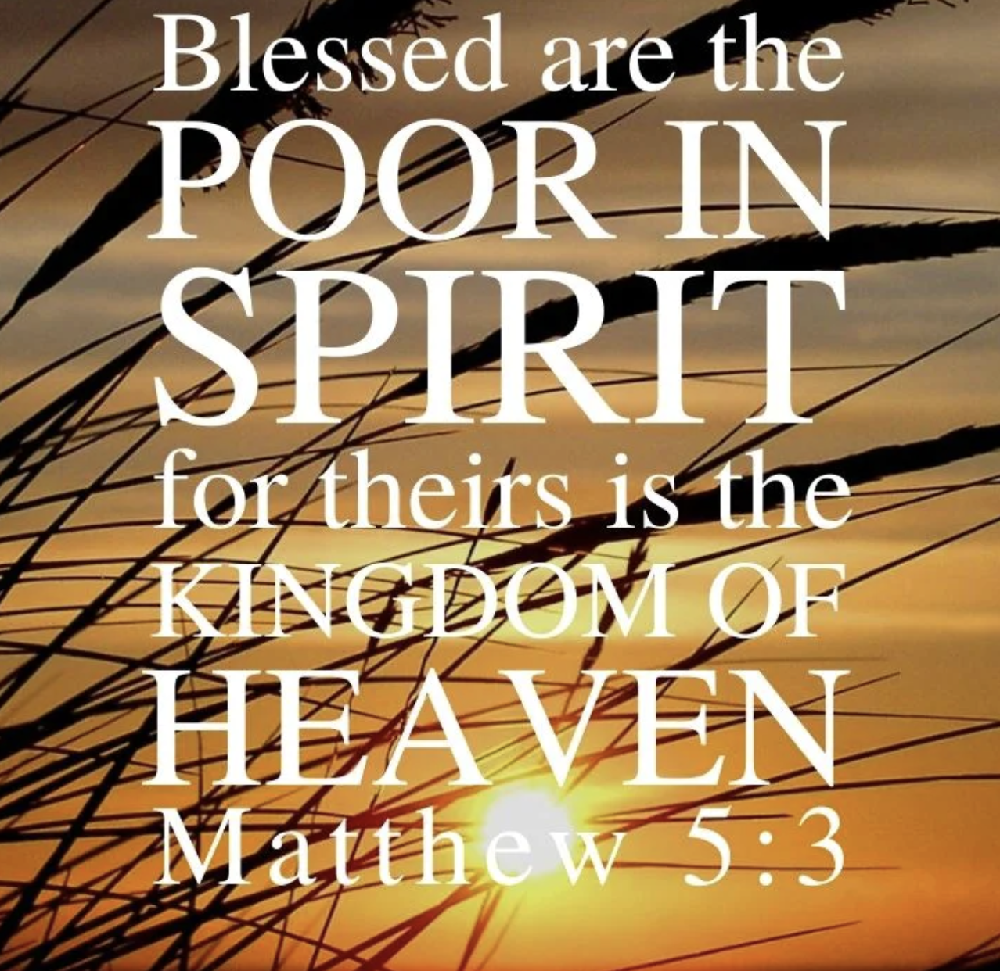 Blessed are the
POOR IN
SPIRIT
for theirs is the
KINGDOM OF
HEAVEN
Matthew 5:3